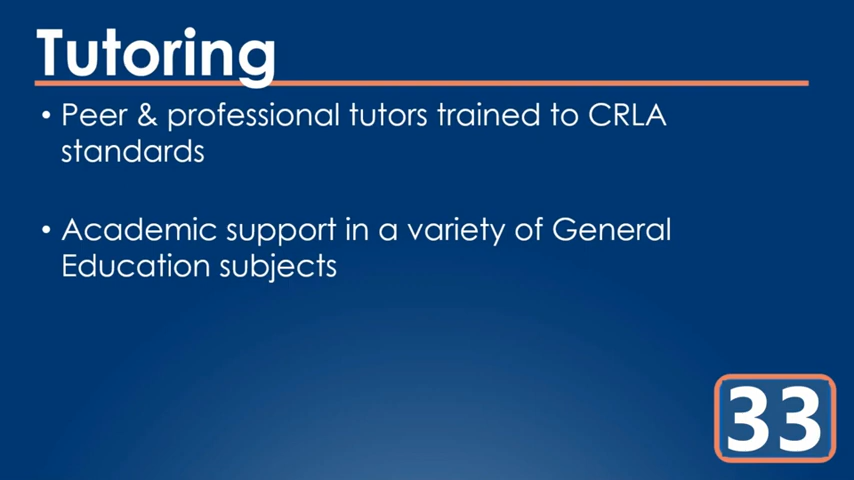 Tutoring
• Peer & professional tutors trained to CRLA
standards
• Academic support in a variety of General
Education subjects
33